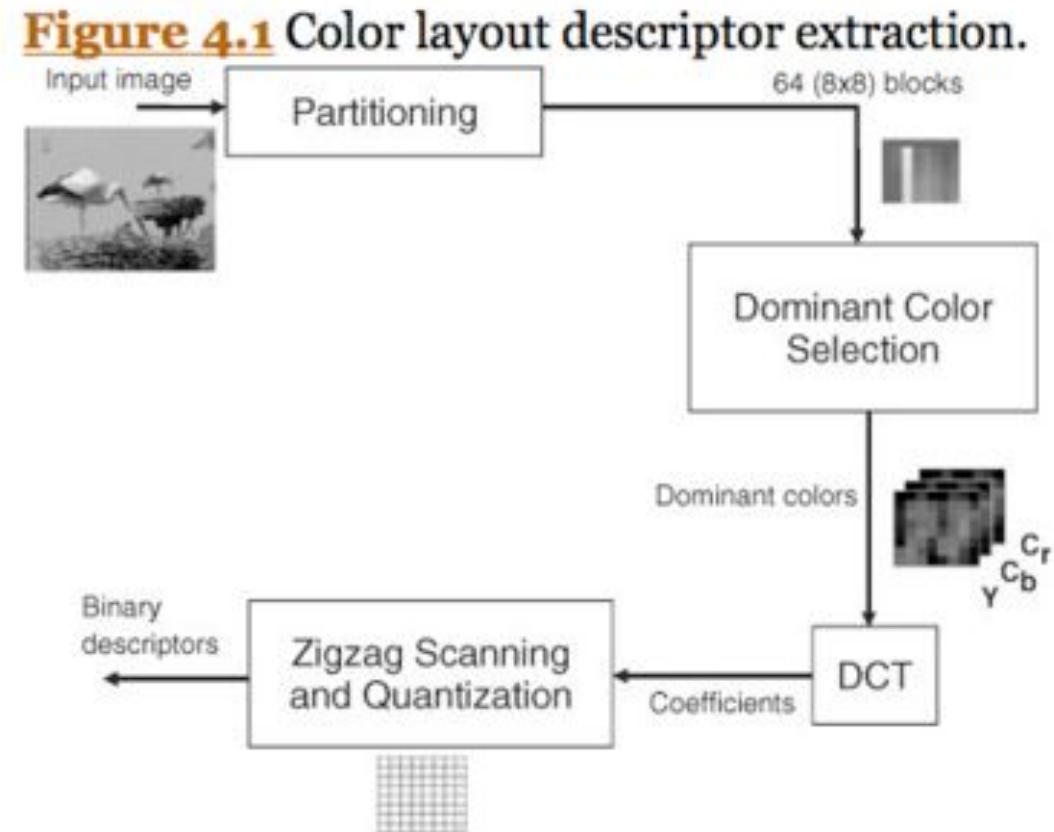 Figure 4.1 Color layout descriptor extraction.
Input image
Partitioning
64 (8x8) blocks
Dominant Color
Selection
Dominant colors
Y Cb Cr
DCT
Coefficients
Zigzag Scanning
and Quantization
Binary
descriptors